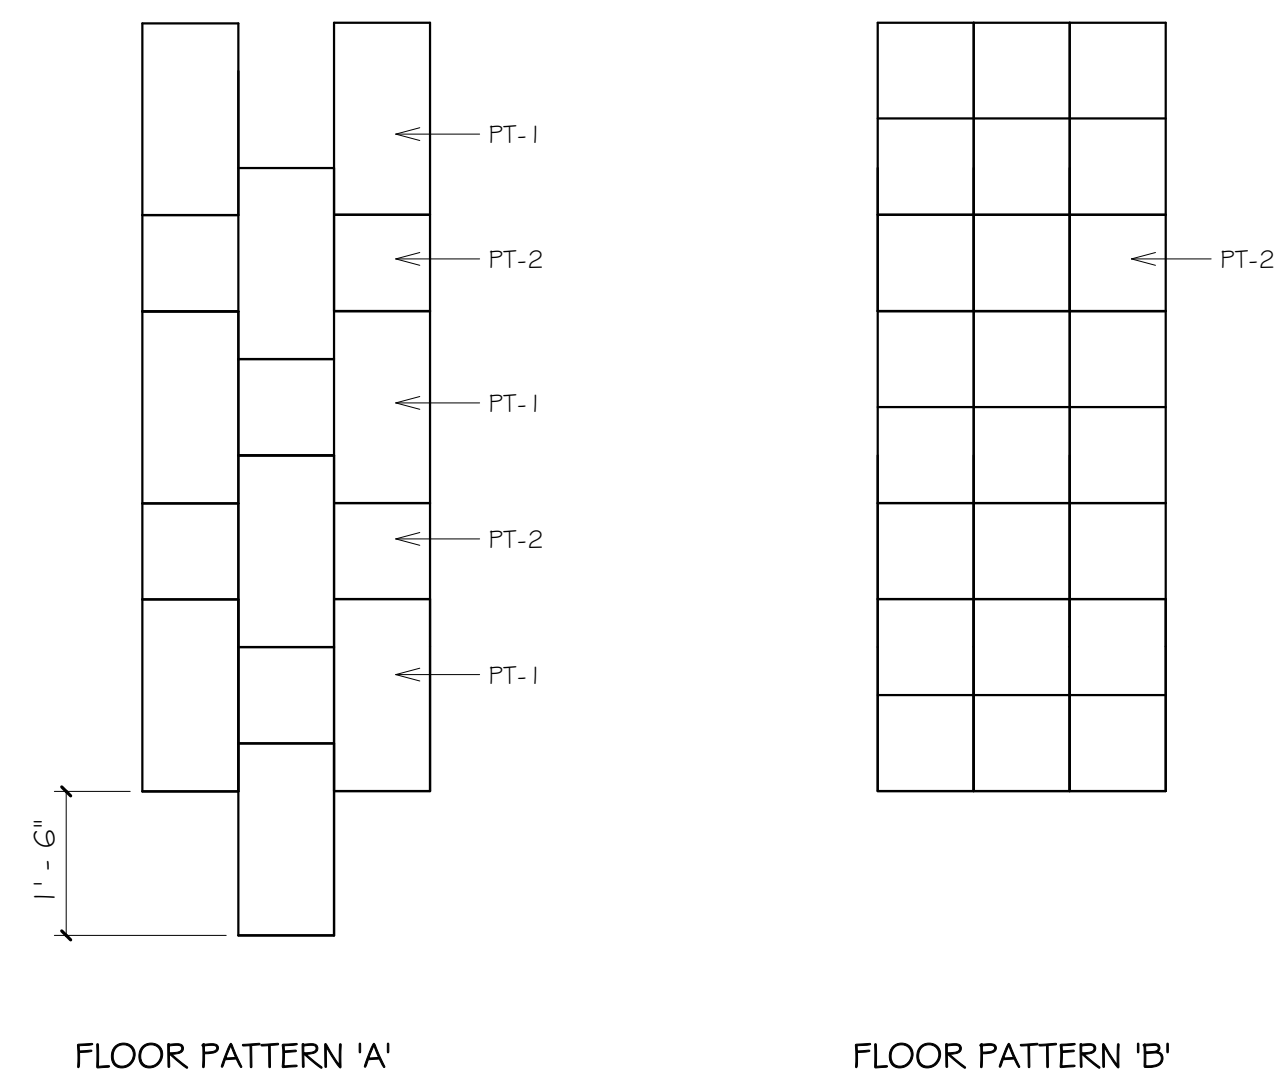 PT-1
PT-2
PT-1
PT-2
PT-1
1' - 6"
FLOOR PATTERN 'A'
PT-2
FLOOR PATTERN 'B'